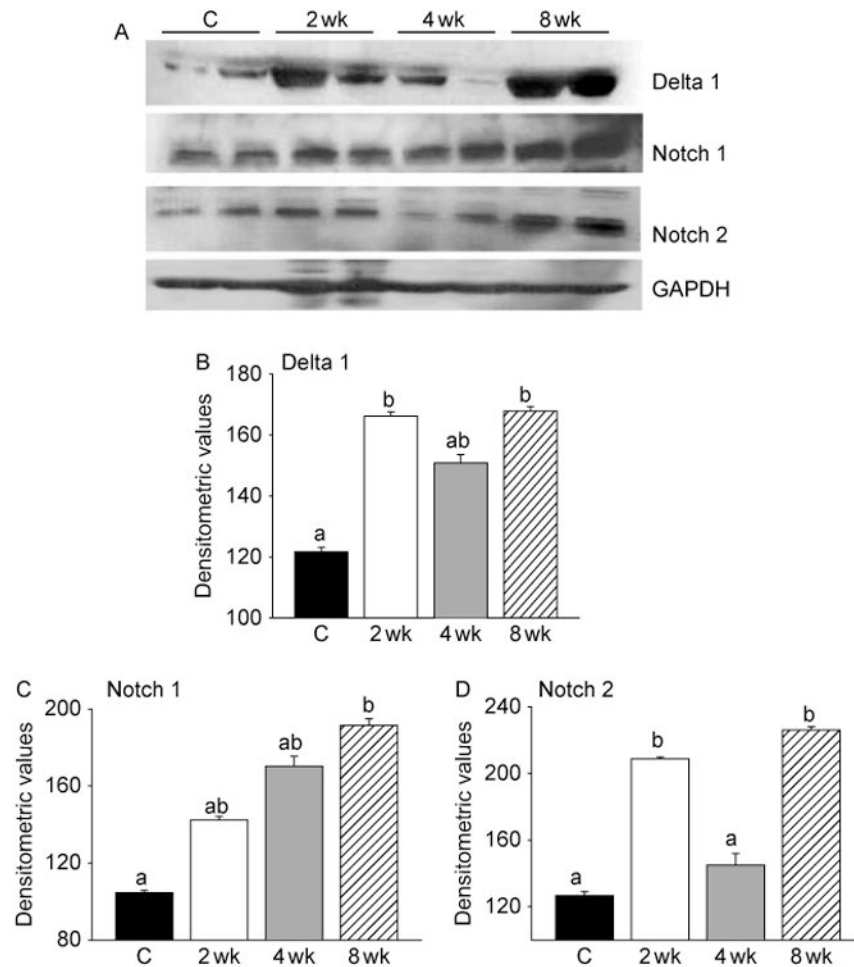 A
C 2 wk 4 wk 8 wk
Delta 1
Notch 1
Notch 2
GAPDH
B Delta 1
Densitometric values
180
160
140
120
100
a b ab b
C 2 wk 4 wk 8 wk
C Notch 1
Densitometric values
200
160
120
80
a ab ab b
C 2 wk 4 wk 8 wk
D Notch 2
Densitometric values
240
200
160
120
a b a b
C 2 wk 4 wk 8 wk